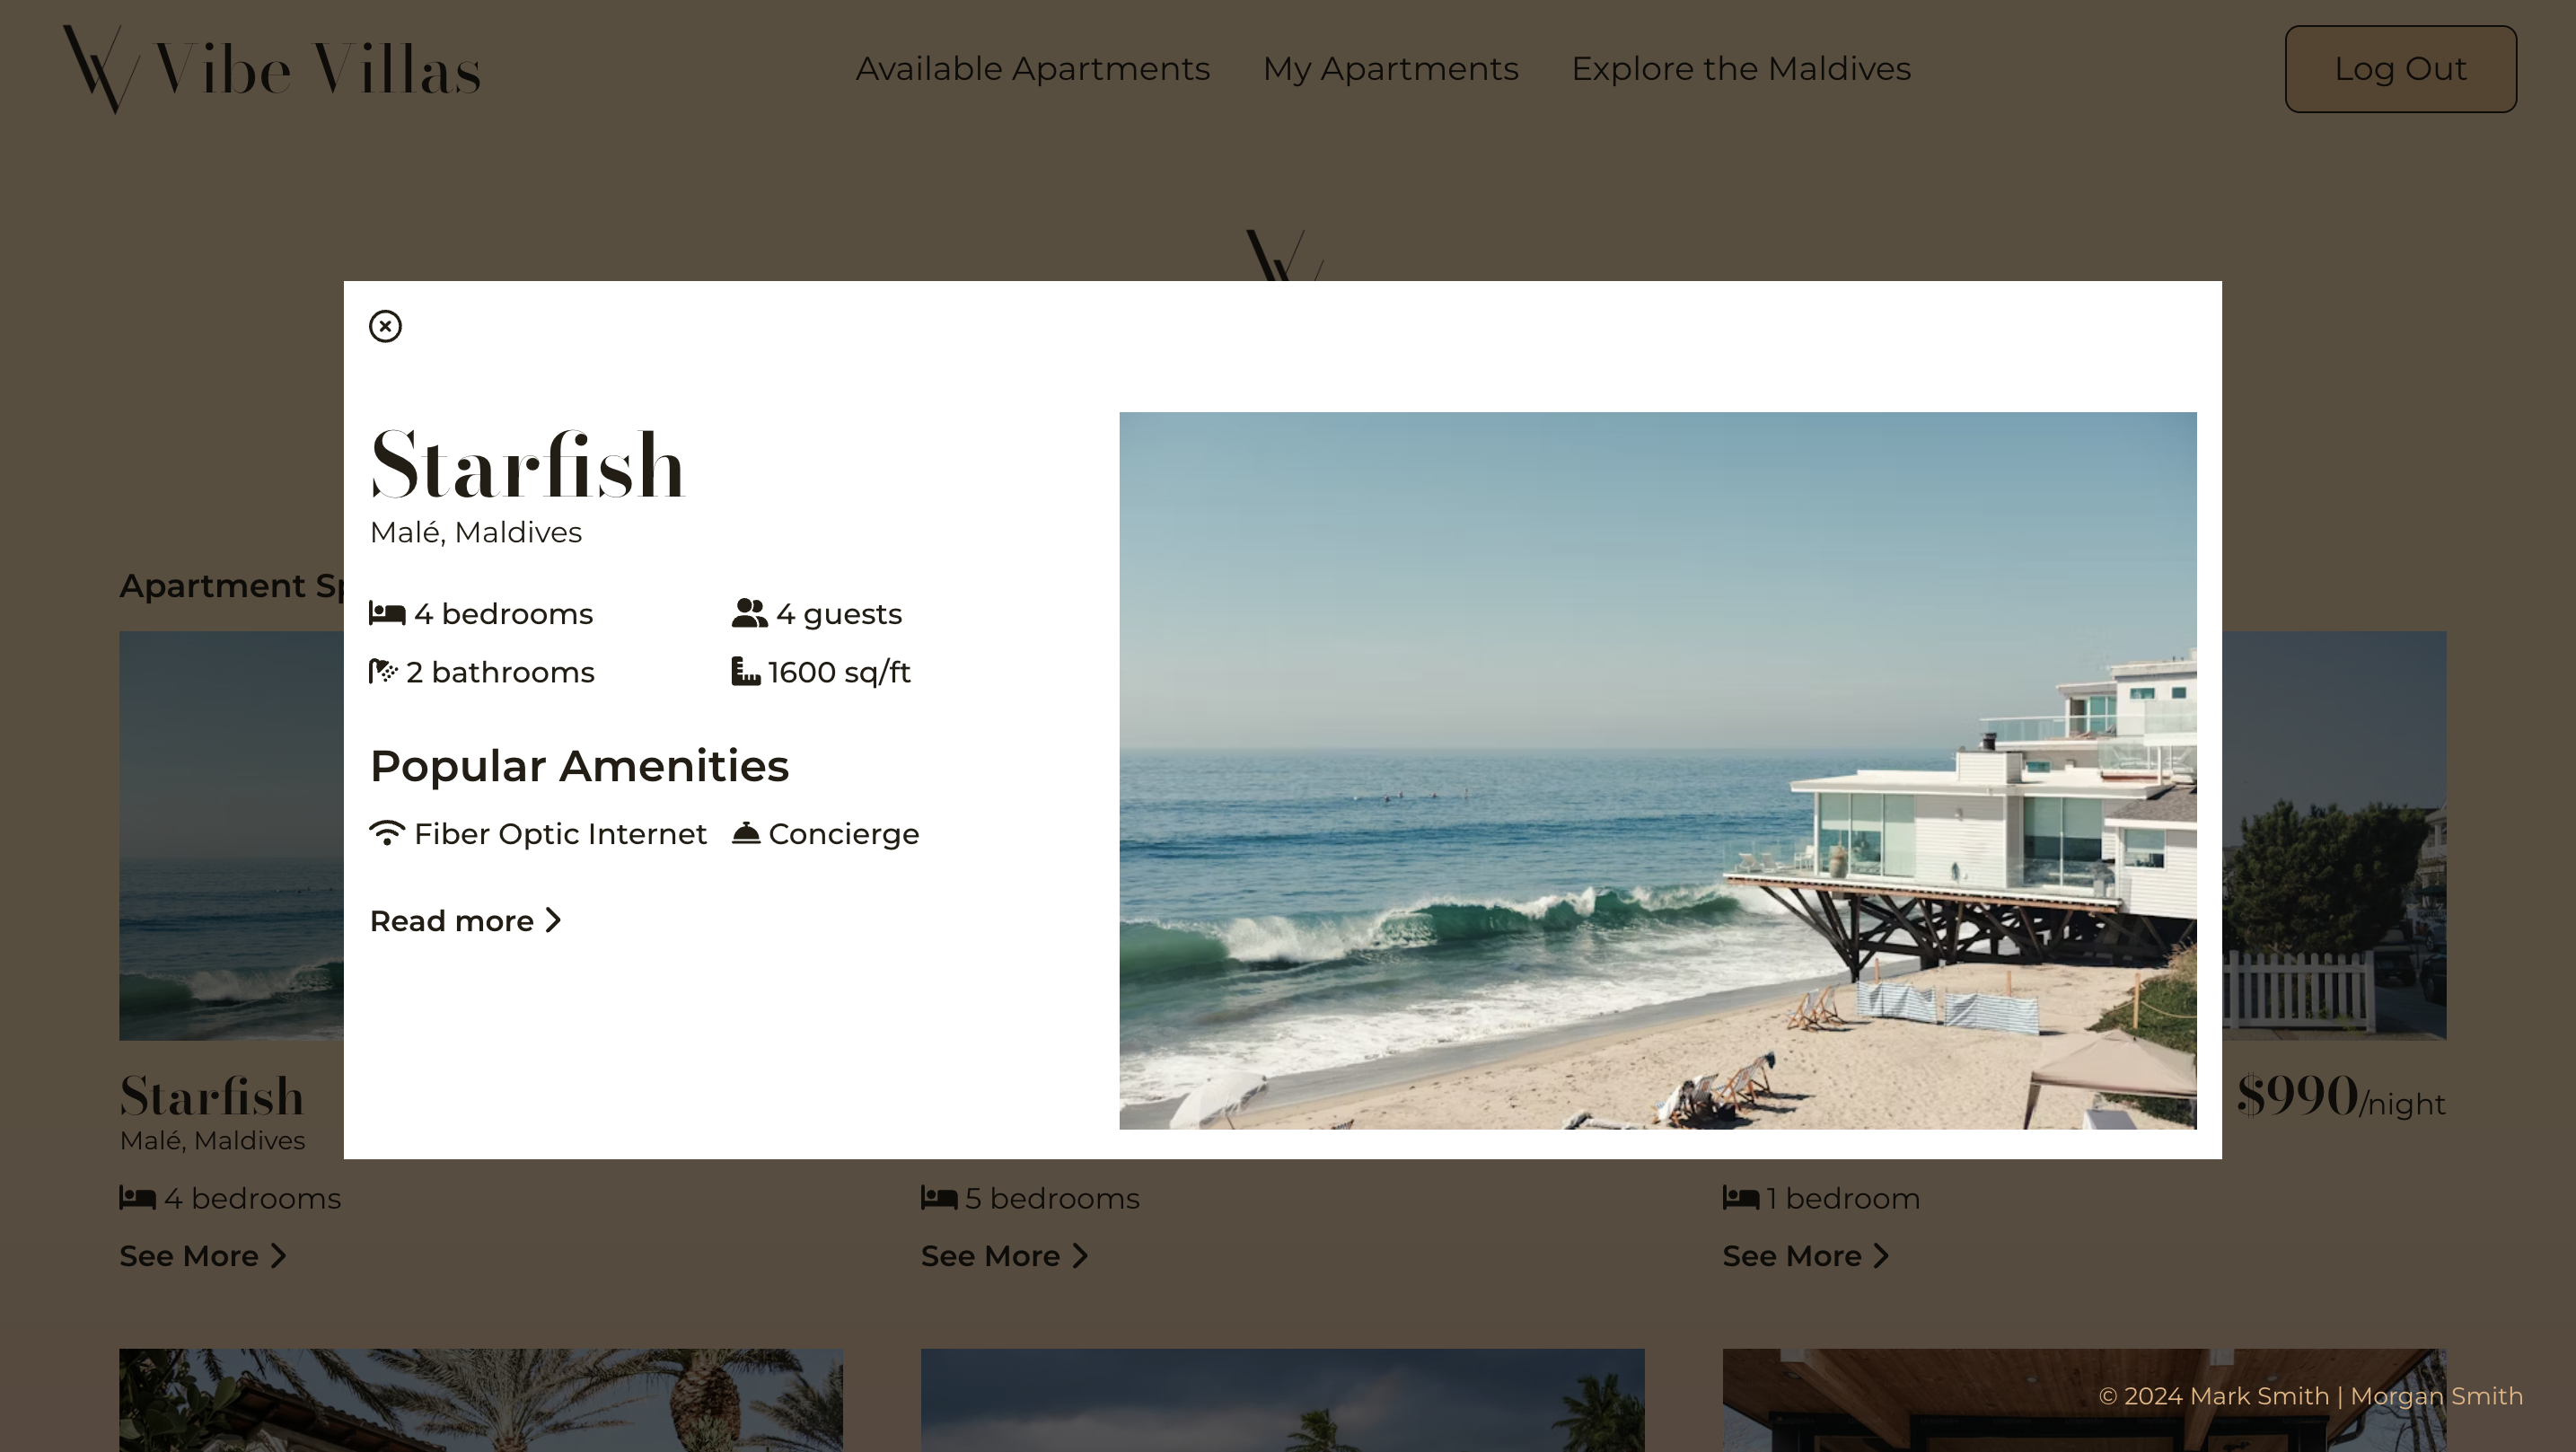 Vibe Villas
Available Apartments My Apartments Explore the Maldives
Log Out
Starfish
Malé, Maldives
4 bedrooms 4 guests
2 bathrooms 1600 sq/ft
Popular Amenities
Fiber Optic Internet Concierge
Read more
Apartment
Starfish
Malé, Maldives
$990/night
4 bedrooms
See More
5 bedrooms
See More
1 bedroom
See More
© 2024 Mark Smith | Morgan Smith